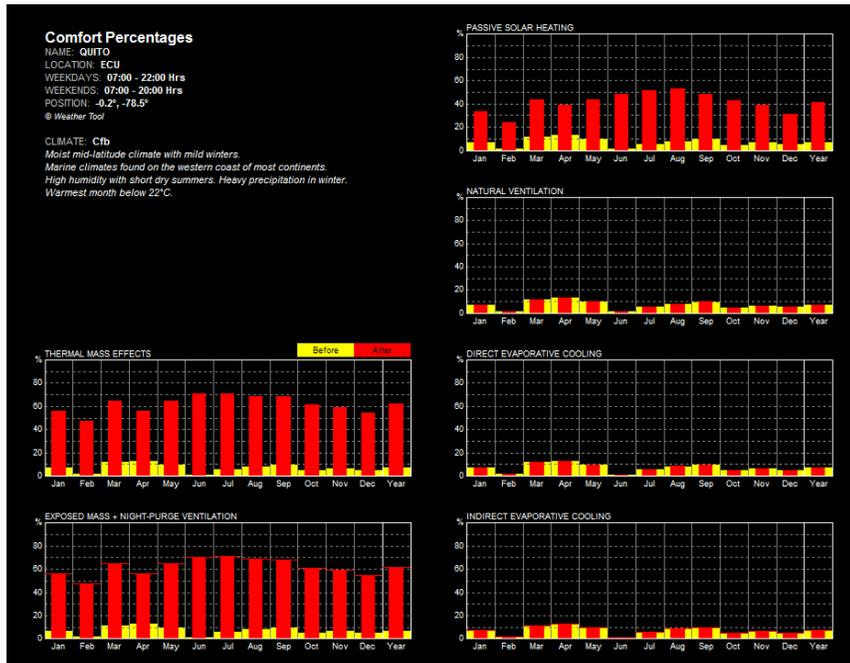 Comfort Percentages
NAME: QUITO
LOCATION: ECU
WEEKDAYS: 07:00 - 22:00 Hrs
WEEKENDS: 07:00 - 20:00 Hrs
POSITION: -0.2°, -78.5°
© Weather Tool
CLIMATE: Cfb
Moist mid-latitude climate with mild winters.
Marine climates found on the western coast of most continents.
High humidity with short dry summers. Heavy precipitation in winter.
Warmest month below 22°C.
PASSIVE SOLAR HEATING
%
80
60
40
20
0
Jan Feb Mar Apr May Jun Jul Aug Sep Oct Nov Dec Year
NATURAL VENTILATION
%
80
60
40
20
0
Jan Feb Mar Apr May Jun Jul Aug Sep Oct Nov Dec Year
Before After
THERMAL MASS EFFECTS
%
80
60
40
20
0
Jan Feb Mar Apr May Jun Jul Aug Sep Oct Nov Dec Year
DIRECT EVAPORATIVE COOLING
%
80
60
40
20
0
Jan Feb Mar Apr May Jun Jul Aug Sep Oct Nov Dec Year
EXPOSED MASS + NIGHT-PURGE VENTILATION
%
80
60
40
20
0
Jan Feb Mar Apr May Jun Jul Aug Sep Oct Nov Dec Year
INDIRECT EVAPORATIVE COOLING
%
80
60
40
20
0
Jan Feb Mar Apr May Jun Jul Aug Sep Oct Nov Dec Year